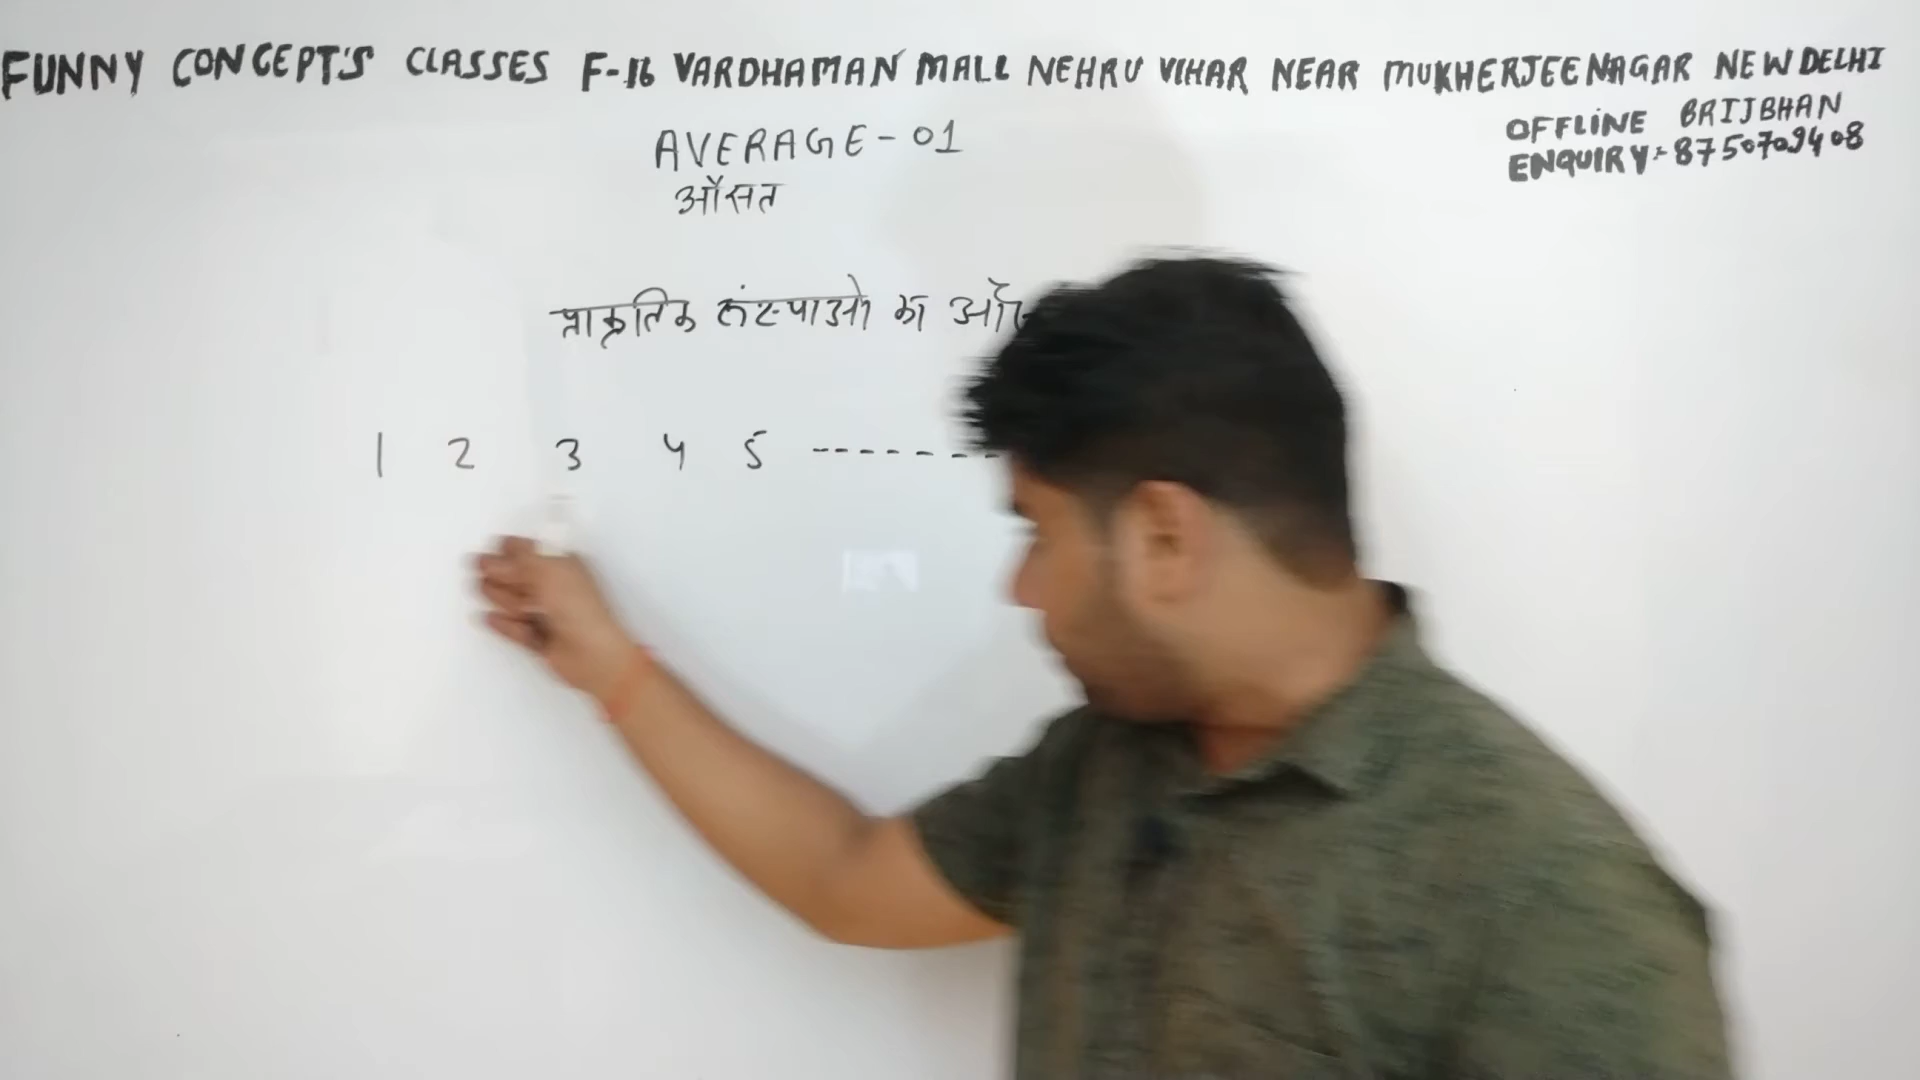 FUNNY CONCEPT'S CLASSES F-16 VARDHAMAN MALL NEHRU VIHAR NEAR MUKHERJEE NAGAR NEW DELHI
OFFLINE BRIJBHAN
ENQUIRY:- 8750709408
AVERAGE-01
औसत
प्राकृतिक संख्याओ का
1 2 3 4 5 -------